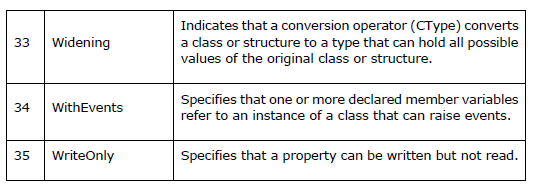 33 Widening Indicates that a conversion operator (CType) converts
a class or structure to a type that can hold all possible
values of the original class or structure.
34 WithEvents Specifies that one or more declared member variables
refer to an instance of a class that can raise events.
35 WriteOnly Specifies that a property can be written but not read.